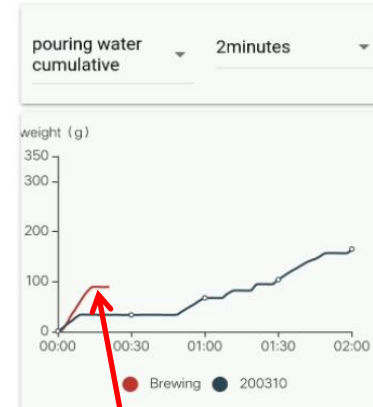 pouring water
cumulative
2minutes
weight (g)
350
300
200
100
0
00:00 00:30 01:00 01:30 02:00
Brewing 200310